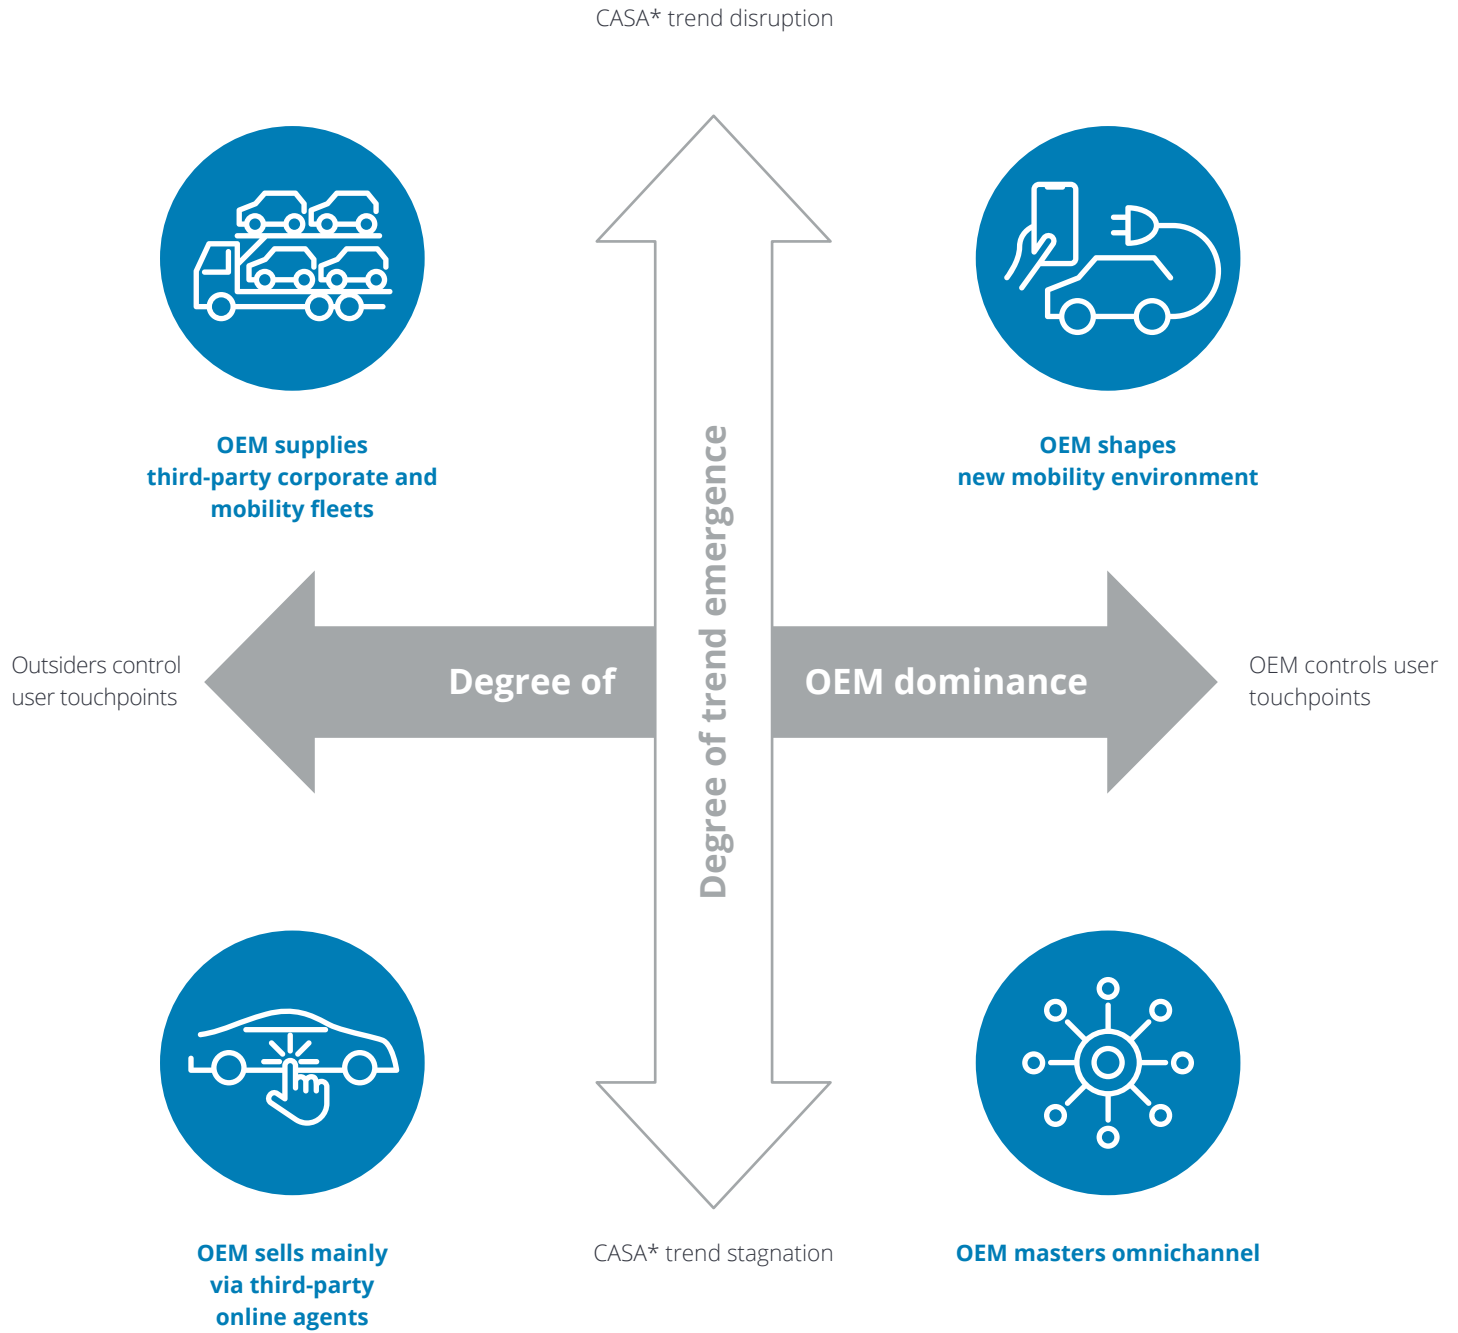 CASA* trend disruption
OEM supplies
third-party corporate and
mobility fleets
OEM shapes
new mobility environment
Outsiders control
user touchpoints
Degree of OEM dominance
Degree of trend emergence
OEM controls user
touchpoints
OEM sells mainly
via third-party
online agents
CASA* trend stagnation
OEM masters omnichannel